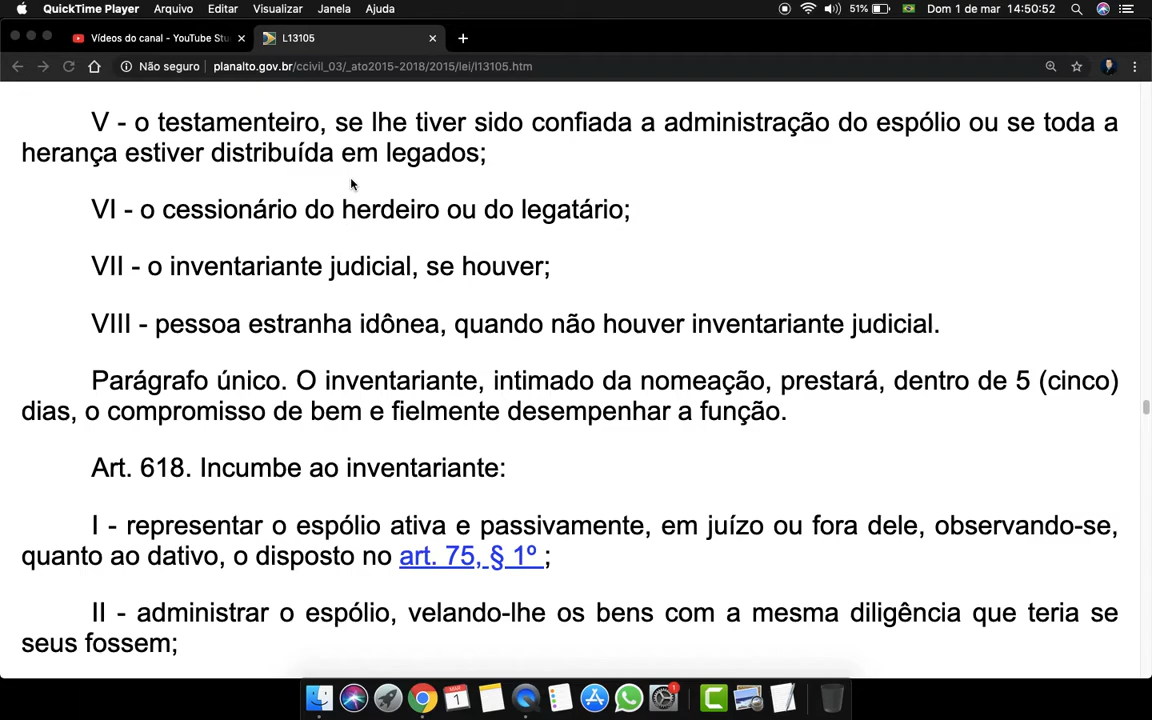 QuickTime Player Arquivo Editar Visualizar Janela Ajuda 51% Dom 1 de mar 14:50:52
Vídeos do canal - YouTube Stu L13105
Não seguro planalto.gov.br/ccivil_03/_ato2015-2018/2015/lei/l13105.htm
V - o testamenteiro, se lhe tiver sido confiada a administração do espólio ou se toda a
herança estiver distribuída em legados;
VI - o cessionário do herdeiro ou do legatário;
VII - o inventariante judicial, se houver;
VIII - pessoa estranha idônea, quando não houver inventariante judicial.
Parágrafo único. O inventariante, intimado da nomeação, prestará, dentro de 5 (cinco)
dias, o compromisso de bem e fielmente desempenhar a função.
Art. 618. Incumbe ao inventariante:
I - representar o espólio ativa e passivamente, em juízo ou fora dele, observando-se,
quanto ao dativo, o disposto no art. 75, § 1º ;
II - administrar o espólio, velando-lhe os bens com a mesma diligência que teria se
seus fossem;
1 1